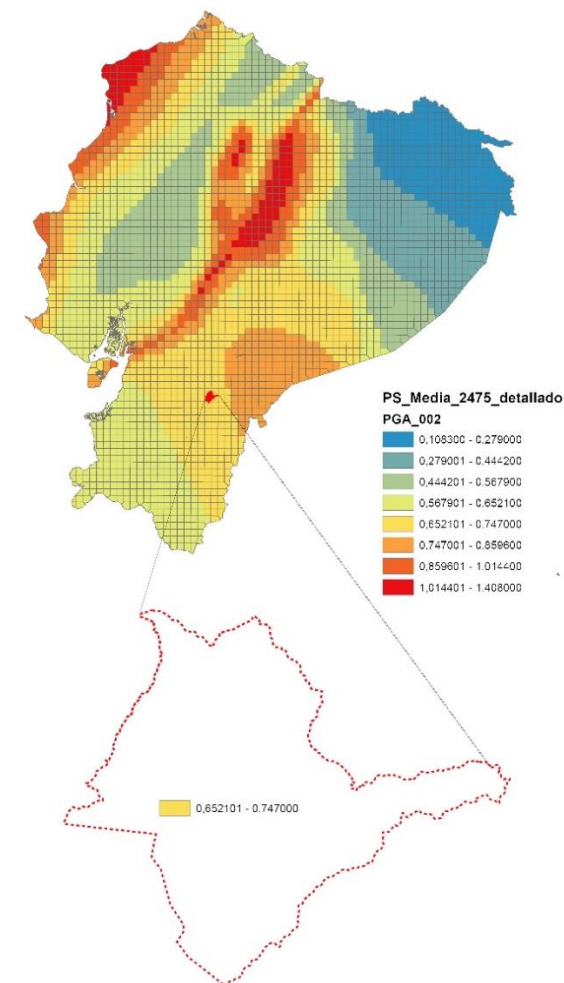 PS_Media_2475_detallado
PGA_002
0,108300 - 0,279000
0,279001 - 0,444200
0,444201 - 0,567900
0,567901 - 0,652100
0,652101 - 0,747000
0,747001 - 0,859600
0,859601 - 1,014400
1,014401 - 1,408000
0,652101 - 0,747000